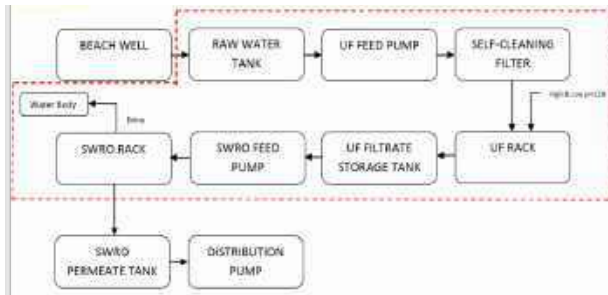 BEACH WELL
RAW WATER
TANK
UF FEED PUMP
SELF-CLEANING
FILTER
Water Body
Brine
SWRO RACK
SWRO FEED
PUMP
UF FILTRATE
STORAGE TANK
UF RACK
SWRO
PERMEATE TANK
DISTRIBUTION
PUMP